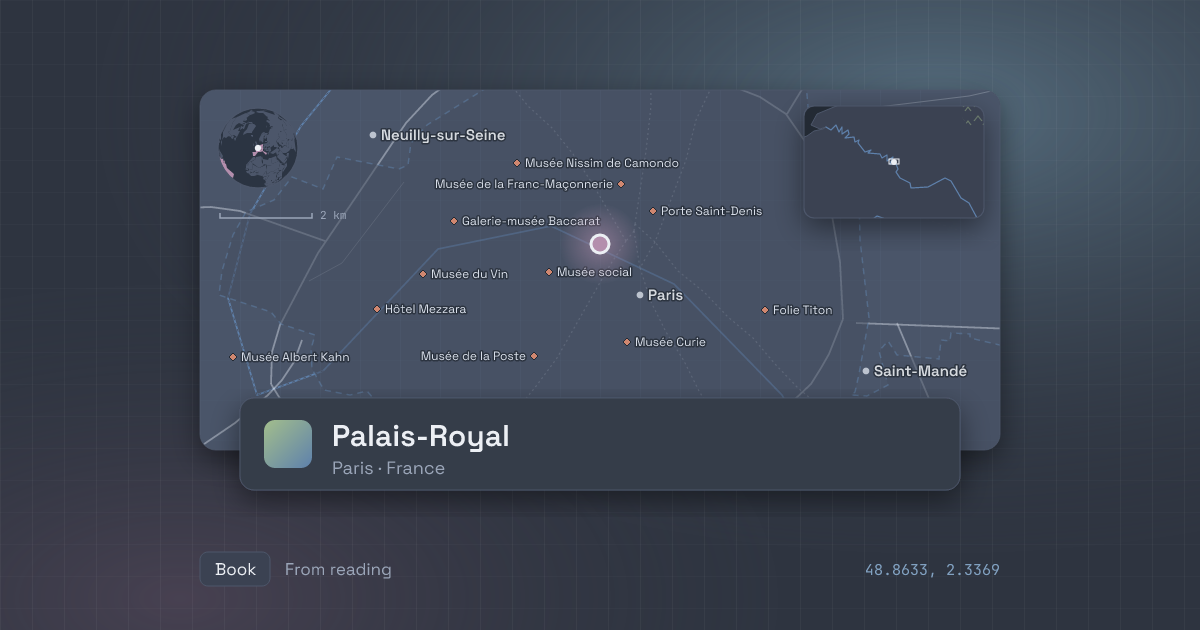 Neuilly-sur-Seine
Musée Nissim de Camondo
Musée de la Franc-Maçonnerie
2 km
Galerie-musée Baccarat
Porte Saint-Denis
Musée du Vin
Musée social
Paris
Hôtel Mezzara
Folie Titon
Musée Curie
Musée Albert Kahn
Musée de la Poste
Saint-Mandé
Palais-Royal
Paris · France
Book
From reading
48.8633, 2.3369